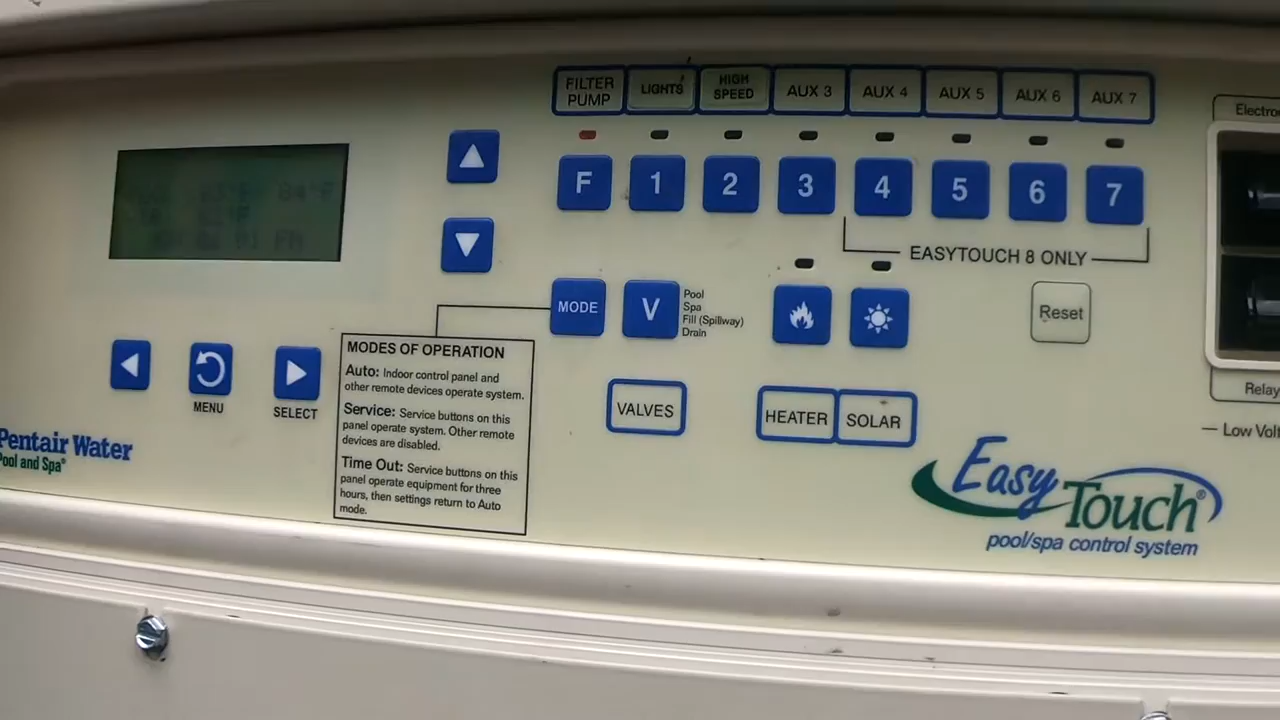 FILTER
PUMP
LIGHTS
HIGH
SPEED
AUX 3
AUX 4
AUX 5
AUX 6
AUX 7
F
1
2
3
4
5
6
7
EASYTOUCH 8 ONLY
84°F
MODE
V
Pool
Spa
Fill (Spillway)
Drain
Reset
MENU
SELECT
MODES OF OPERATION
Auto: Indoor control panel and
other remote devices operate system.
Service: Service buttons on this
panel operate system. Other remote
devices are disabled.
Time Out: Service buttons on this
panel operate equipment for three
hours, then settings return to Auto
mode.
VALVES
HEATER
SOLAR
Pentair Water
Pool and Spa®
Easy
Touch®
pool/spa control system
Electro
Relay
Low Volt